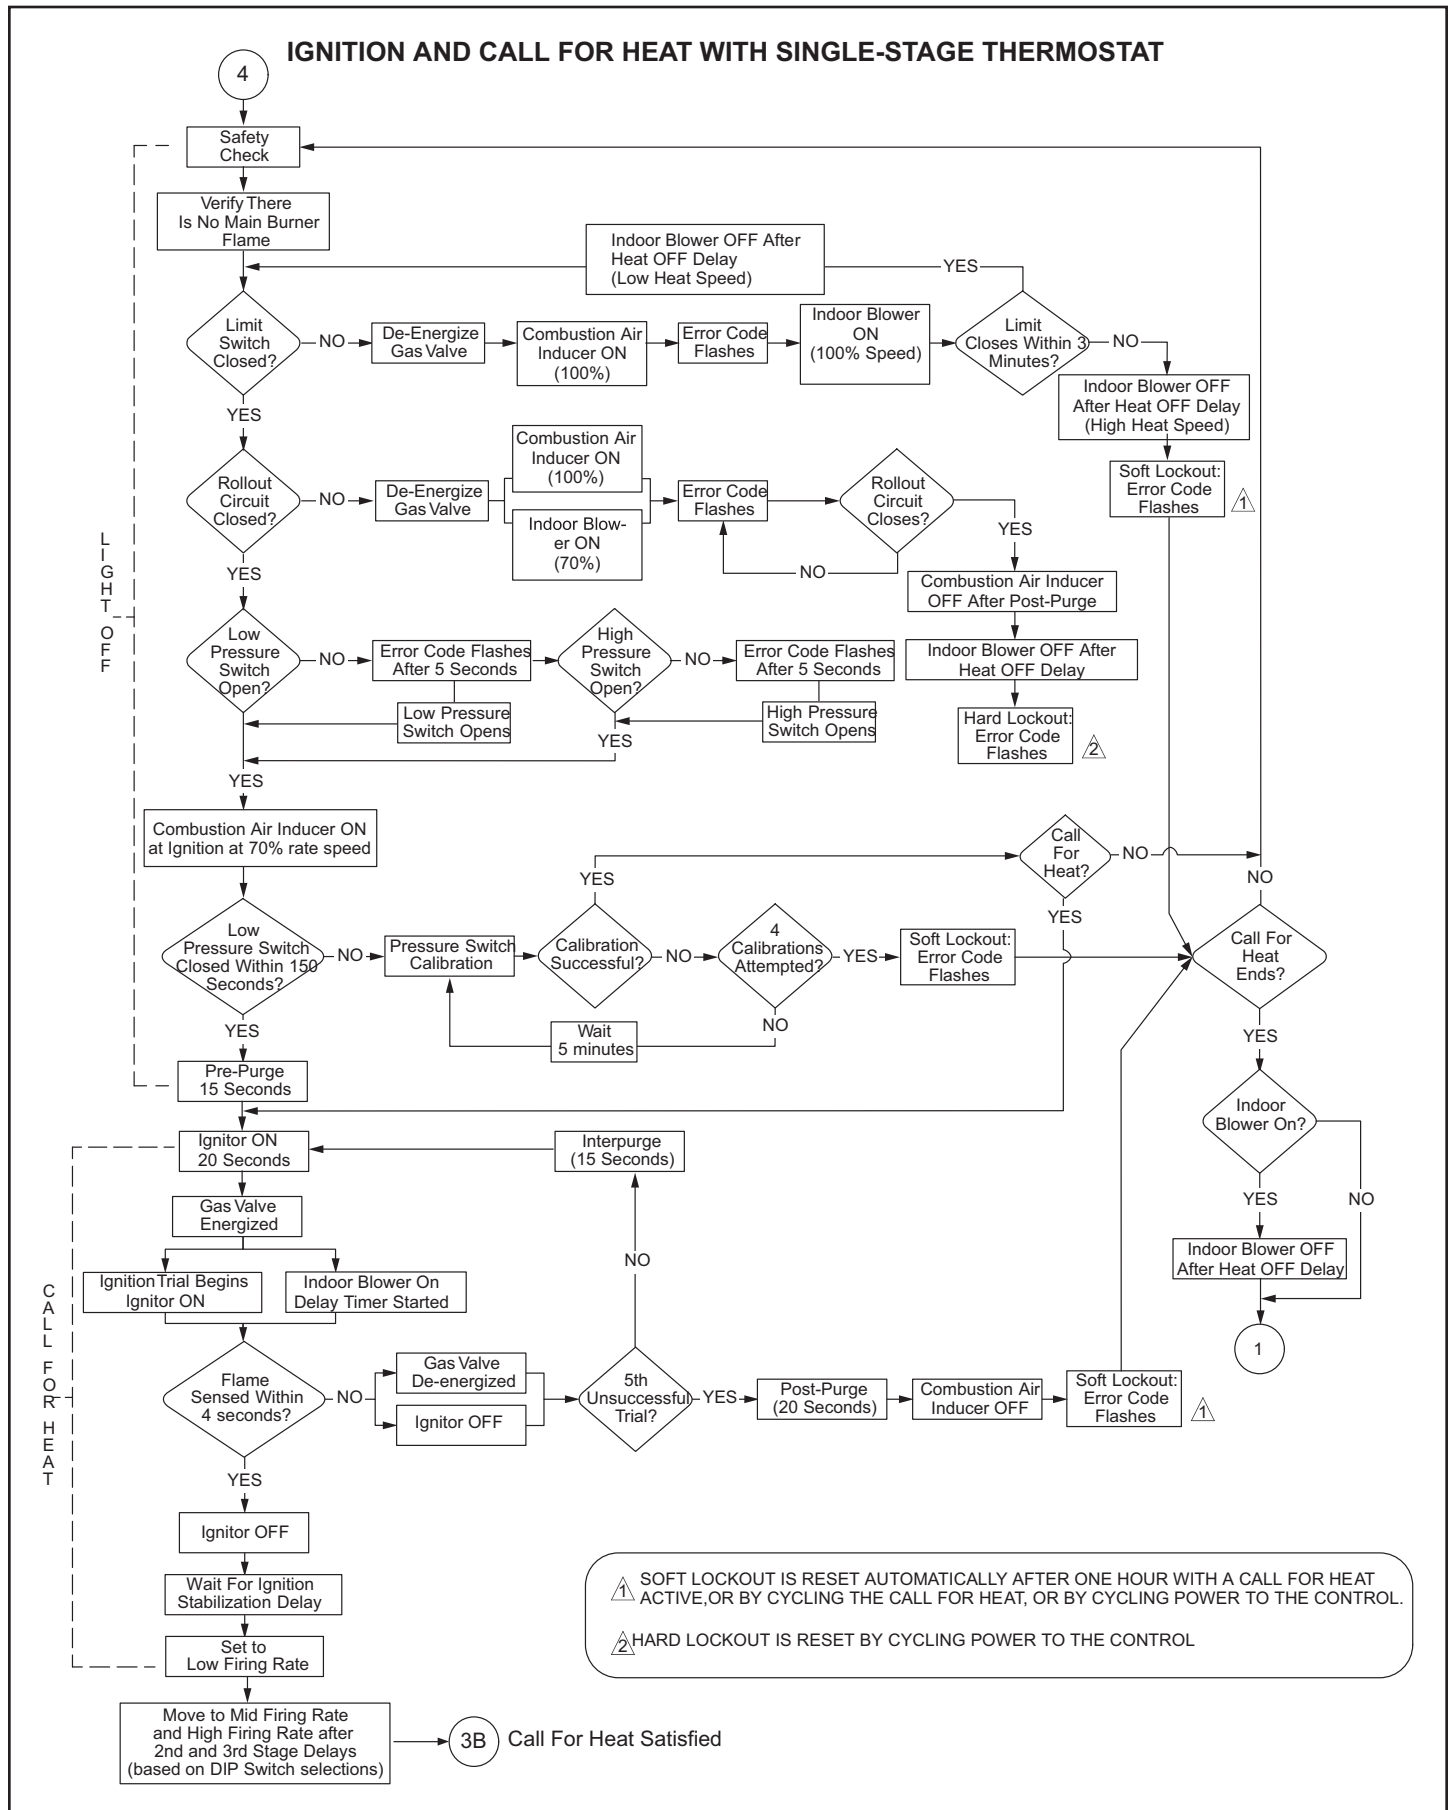 IGNITION AND CALL FOR HEAT WITH SINGLE-STAGE THERMOSTAT
4
Safety
Check
Verify There
Is No Main Burner
Flame
Indoor Blower OFF After
Heat OFF Delay
(Low Heat Speed)
YES
Limit
Switch
Closed?
NO
De-Energize
Gas Valve
Combustion Air
Inducer ON
(100%)
Error Code
Flashes
Indoor Blower
ON
(100% Speed)
Limit
Closes Within 3
Minutes?
NO
Indoor Blower OFF
After Heat OFF Delay
(High Heat Speed)
Soft Lockout:
Error Code
Flashes
1
YES
Rollout
Circuit
Closed?
NO
De-Energize
Gas Valve
Combustion Air
Inducer ON
(100%)
Indoor Blow-
er ON
(70%)
Error Code
Flashes
Rollout
Circuit
Closes?
NO
YES
Combustion Air Inducer
OFF After Post-Purge
Indoor Blower OFF After
Heat OFF Delay
Hard Lockout:
Error Code
Flashes
2
LIGHT OFF
YES
Low
Pressure
Switch
Open?
NO
Error Code Flashes
After 5 Seconds
Low Pressure
Switch Opens
High
Pressure
Switch
Open?
NO
Error Code Flashes
After 5 Seconds
High Pressure
Switch Opens
YES
YES
Combustion Air Inducer ON
at Ignition at 70% rate speed
Call
For
Heat?
NO
YES
YES
NO
Low
Pressure Switch
Closed Within 150
Seconds?
NO
Pressure Switch
Calibration
Calibration
Successful?
NO
4
Calibrations
Attempted?
YES
Soft Lockout:
Error Code
Flashes
Call For
Heat
Ends?
NO
Wait
5 minutes
YES
YES
Pre-Purge
15 Seconds
Indoor
Blower On?
YES
NO
Indoor Blower OFF
After Heat OFF Delay
1
Ignitor ON
20 Seconds
Interpurge
(15 Seconds)
Gas Valve
Energized
NO
Ignition Trial Begins
Ignitor ON
Indoor Blower On
Delay Timer Started
CALL FOR HEAT
Flame
Sensed Within
4 seconds?
NO
Gas Valve
De-energized
Ignitor OFF
5th
Unsuccessful
Trial?
YES
Post-Purge
(20 Seconds)
Combustion Air
Inducer OFF
Soft Lockout:
Error Code
Flashes
1
YES
Ignitor OFF
Wait For Ignition
Stabilization Delay
Set to
Low Firing Rate
Move to Mid Firing Rate
and High Firing Rate after
2nd and 3rd Stage Delays
(based on DIP Switch selections)
3B
Call For Heat Satisfied
1 SOFT LOCKOUT IS RESET AUTOMATICALLY AFTER ONE HOUR WITH A CALL FOR HEAT
ACTIVE,OR BY CYCLING THE CALL FOR HEAT, OR BY CYCLING POWER TO THE CONTROL.
2 HARD LOCKOUT IS RESET BY CYCLING POWER TO THE CONTROL